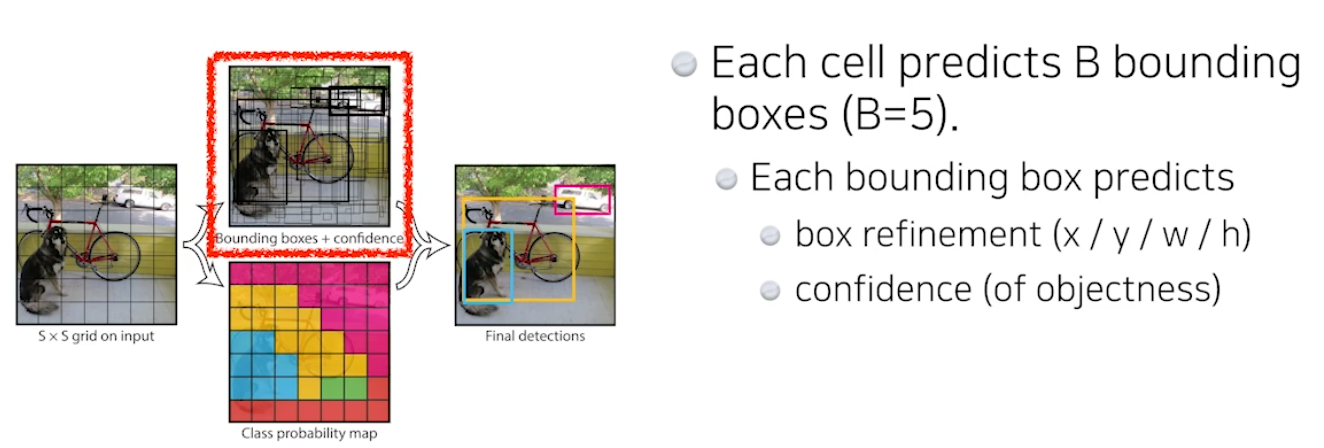 Each cell predicts B bounding
boxes (B=5).
Each bounding box predicts
box refinement (x / y / w / h)
confidence (of objectness)
S × S grid on input
Bounding boxes + confidence
Class probability map
Final detections